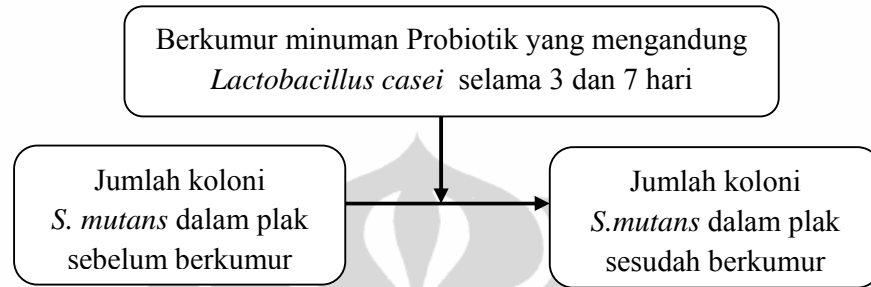 Berkumur minuman Probiotik yang mengandung
Lactobacillus casei selama 3 dan 7 hari
Jumlah koloni
S. mutans dalam plak
sebelum berkumur
Jumlah koloni
S.mutans dalam plak
sesudah berkumur